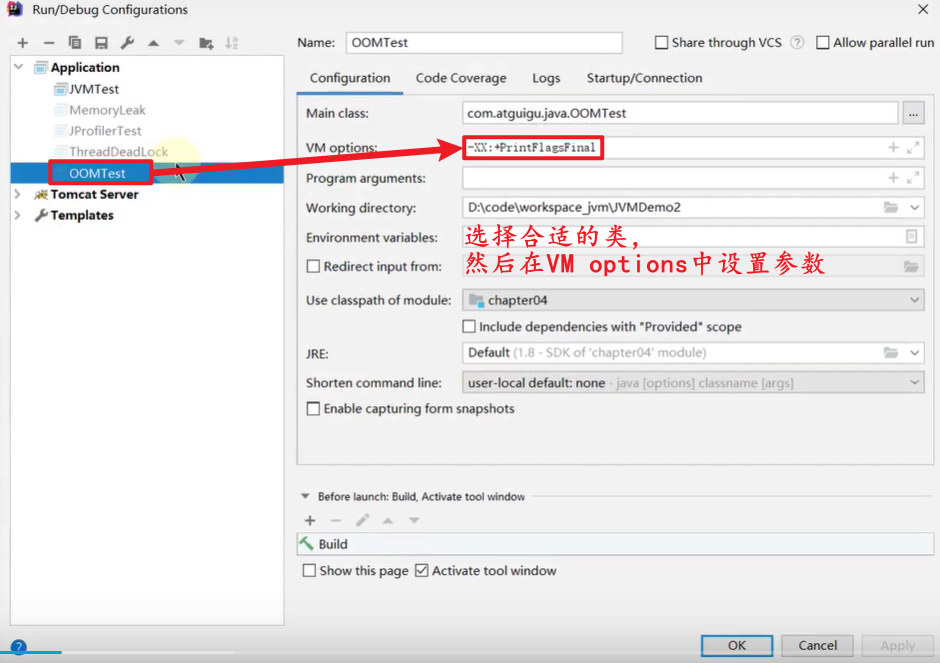 Run/Debug Configurations
Name: OOMTest
Share through VCS ?
Allow parallel run
Application
JVMTest
MemoryLeak
JProfilerTest
ThreadDeadLock
OOMTest
Tomcat Server
Templates
Configuration
Code Coverage
Logs
Startup/Connection
Main class: com.atguigu.java.OOMTest ...
VM options: -XX:+PrintFlagsFinal
Program arguments:
Working directory: D:\code\workspace_jvm\JVMDemo2
Environment variables: 选择合适的类,
Redirect input from: 然后在VM options中设置参数
Use classpath of module: chapter04
Include dependencies with "Provided" scope
JRE: Default (1.8 - SDK of 'chapter04' module)
Shorten command line: user-local default: none - java [options] classname [args]
Enable capturing form snapshots
Before launch: Build, Activate tool window
Build
Show this page
Activate tool window
?
OK
Cancel
Apply